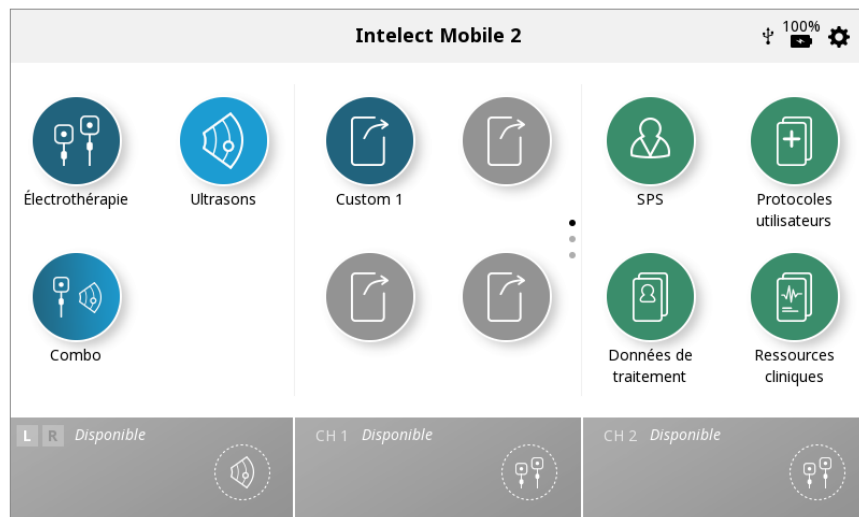 Intelect Mobile 2
100%
Électrothérapie
Ultrasons
Custom 1
SPS
Protocoles
utilisateurs
Combo
Données de
traitement
Ressources
cliniques
L R Disponible
CH 1 Disponible
CH 2 Disponible